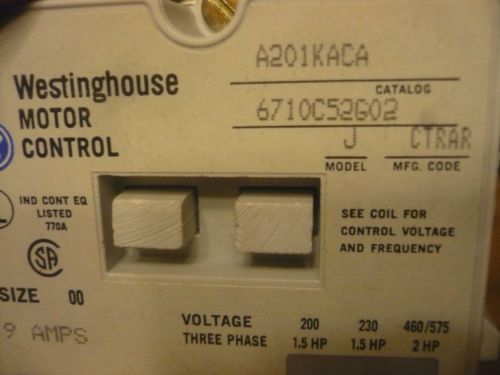 A201KACA
CATALOG
6710C52G02
J CTRAR
MODEL MFG. CODE
Westinghouse
MOTOR
CONTROL
IND CONT EQ
LISTED
770A
SA
SEE COIL FOR
CONTROL VOLTAGE
AND FREQUENCY
SIZE 00
9 AMPS
VOLTAGE 200 230 460/575
THREE PHASE 1.5 HP 1.5 HP 2 HP